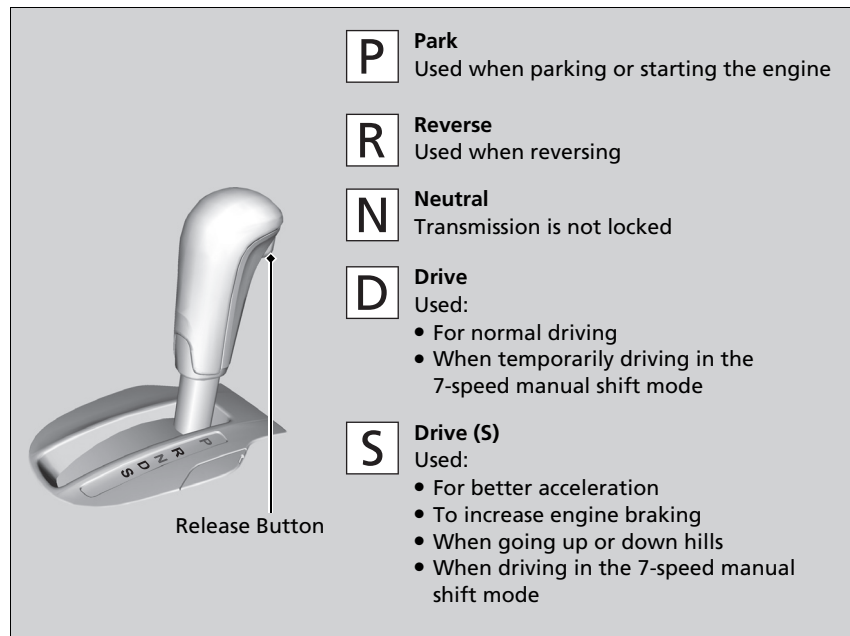 P
Park
Used when parking or starting the engine
R
Reverse
Used when reversing
N
Neutral
Transmission is not locked
D
Drive
Used:
● For normal driving
● When temporarily driving in the
7-speed manual shift mode
S
Drive (S)
Used:
● For better acceleration
● To increase engine braking
● When going up or down hills
● When driving in the 7-speed manual
shift mode
P R N D S
Release Button